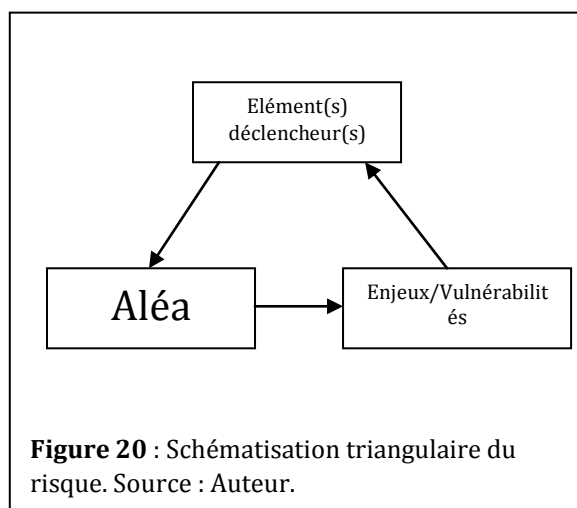 Elément(s)
déclencheur(s)
Aléa
Enjeux/Vulnérabilit
és
Figure 20 : Schématisation triangulaire du
risque. Source : Auteur.